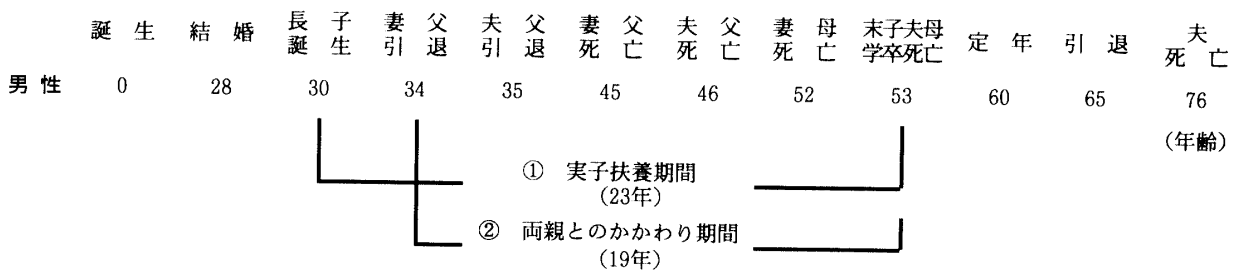 誕生 結婚 長子誕生 妻父引退 夫父引退 妻父死亡 夫父死亡 妻母死亡 末子学卒夫母死亡 定年 引退 夫死亡
男性 0 28 30 34 35 45 46 52 53 60 65 76
(年齢)
① 実子扶養期間
(23年)
② 両親とのかかわり期間
(19年)